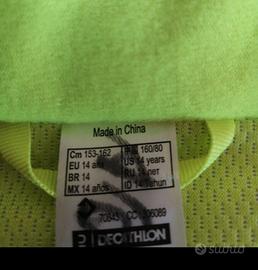 Made in China
Cm 153-162
EU 14 ans
BR 14
MX 14 años
160/80
US 14 years
RU 14 лет
ID 14 Tahun
DECATHLON
subito